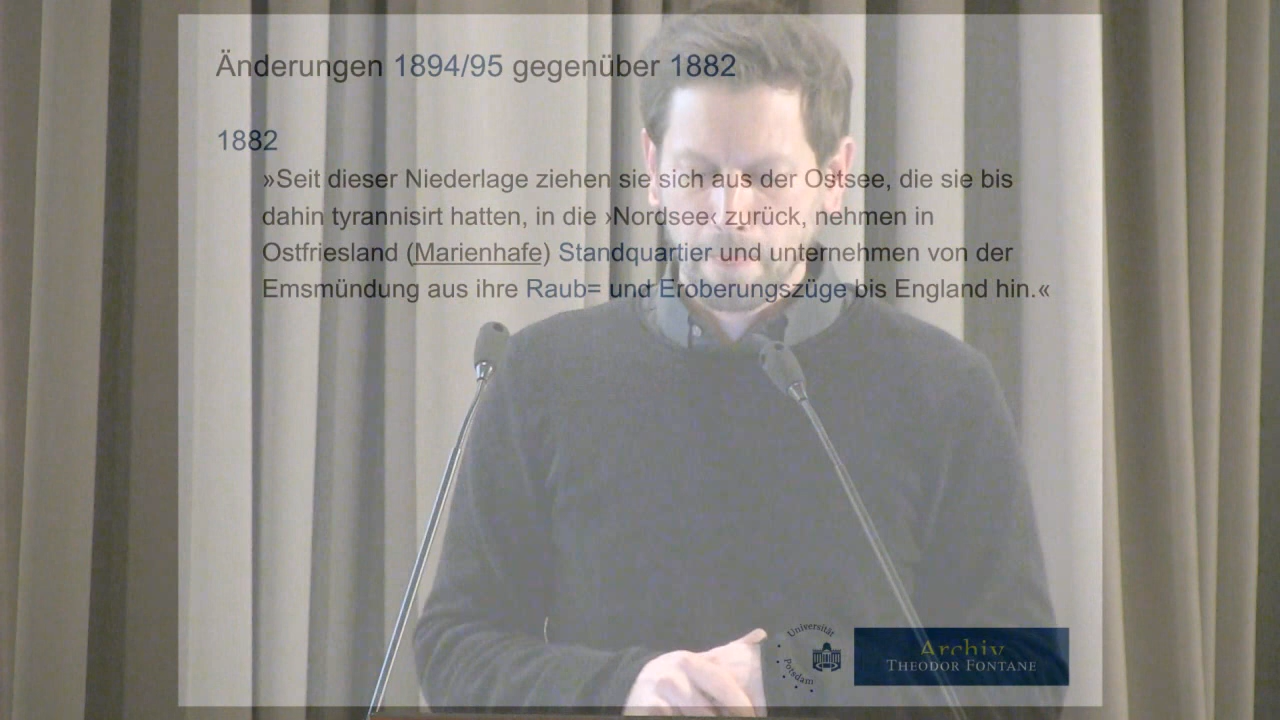 Änderungen 1894/95 gegenüber 1882
1882
»Seit dieser Niederlage ziehen sie sich aus der Ostsee, die sie bis
dahin tyrannisirt hatten, in die ›Nordsee‹ zurück, nehmen in
Ostfriesland (Marienhafe) Standquartier und unternehmen von der
Emsmündung aus ihre Raub= und Eroberungszüge bis England hin.«
Universität
Potsdam
Archiv
THEODOR FONTANE